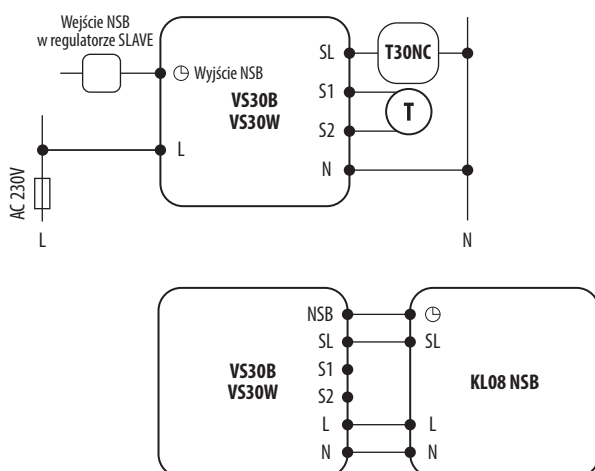 Wejście NSB
w regulatorze SLAVE
Wyjście NSB
VS30B
VS30W
L
SL
S1
S2
N
T30NC
T
AC 230V
L
N
VS30B
VS30W
NSB
SL
S1
S2
L
N
SL
L
N
KL08 NSB